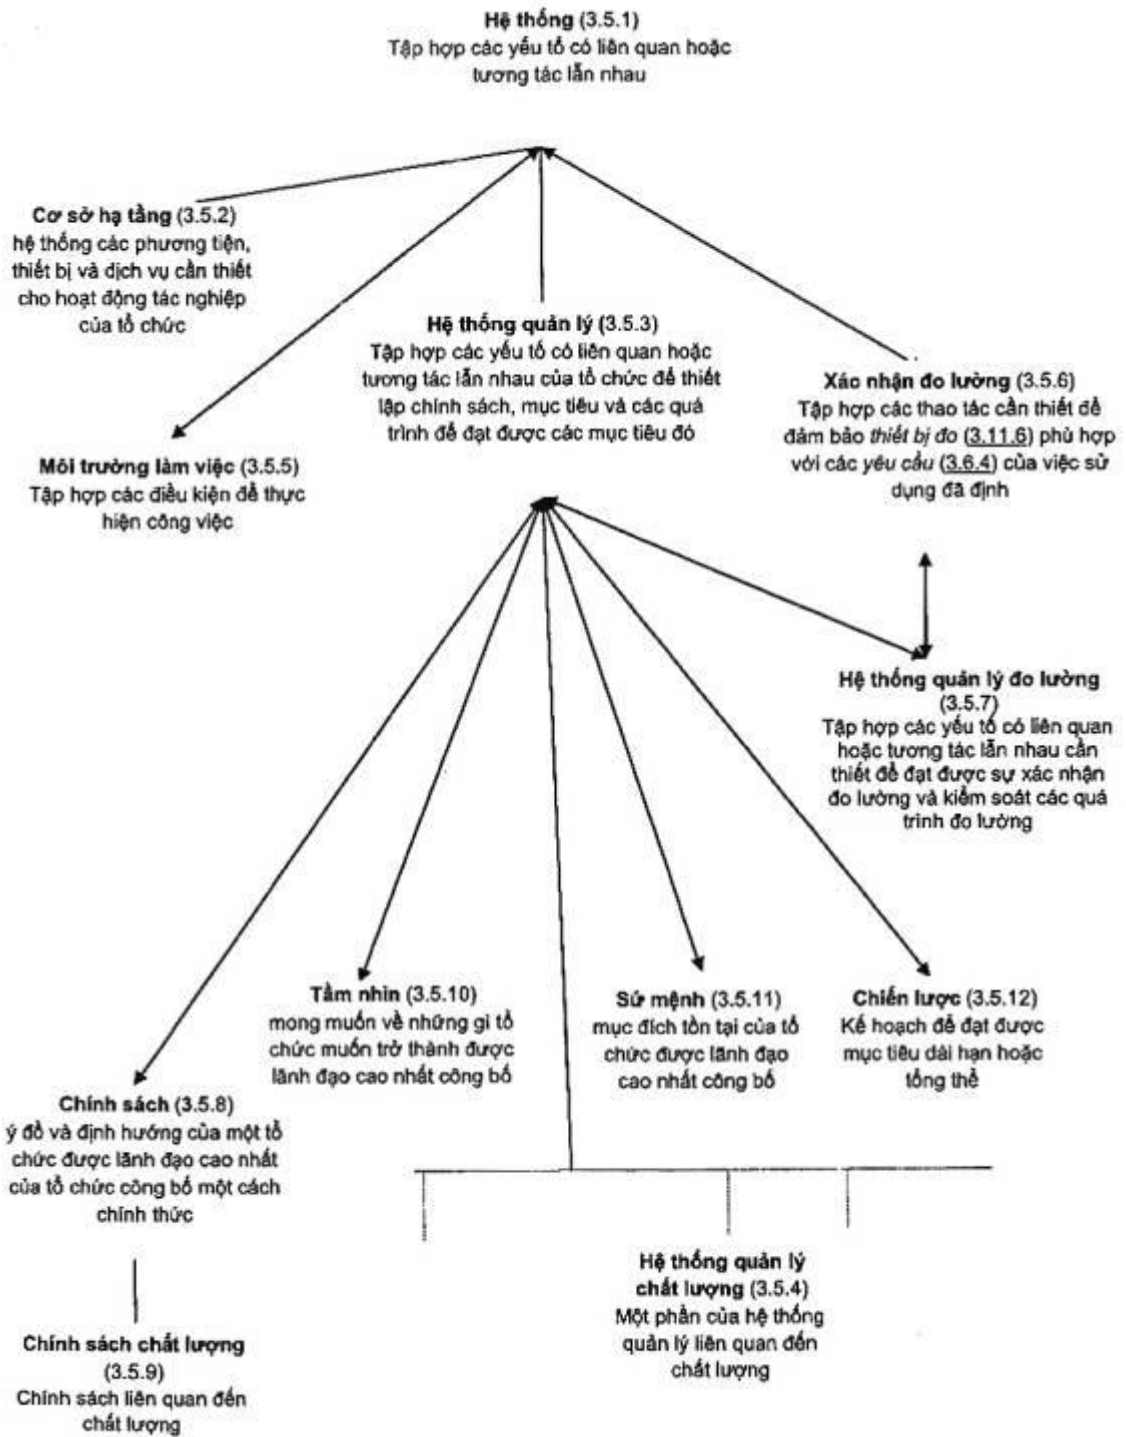 Hệ thống (3.5.1)
Tập hợp các yếu tố có liên quan hoặc
tương tác lẫn nhau
Cơ sở hạ tầng (3.5.2)
hệ thống các phương tiện,
thiết bị và dịch vụ cần thiết
cho hoạt động tác nghiệp
của tổ chức
Hệ thống quản lý (3.5.3)
Tập hợp các yếu tố có liên quan hoặc
tương tác lẫn nhau của tổ chức để thiết
lập chính sách, mục tiêu và các quá
trình để đạt được các mục tiêu đó
Xác nhận đo lường (3.5.6)
Tập hợp các thao tác cần thiết để
đảm bảo thiết bị đo (3.11.6) phù hợp
với các yêu cầu (3.6.4) của việc sử
dụng đã định
Môi trường làm việc (3.5.5)
Tập hợp các điều kiện để thực
hiện công việc
Hệ thống quản lý đo lường
(3.5.7)
Tập hợp các yếu tố có liên quan
hoặc tương tác lẫn nhau cần
thiết để đạt được sự xác nhận
đo lường và kiểm soát các quá
trình đo lường
Tầm nhìn (3.5.10)
mong muốn về những gì tổ
chức muốn trở thành được
lãnh đạo cao nhất công bố
Sứ mệnh (3.5.11)
mục đích tồn tại của tổ
chức được lãnh đạo
cao nhất công bố
Chiến lược (3.5.12)
Kế hoạch để đạt được
mục tiêu dài hạn hoặc
tổng thể
Chính sách (3.5.8)
ý đồ và định hướng của một tổ
chức được lãnh đạo cao nhất
của tổ chức công bố một cách
chính thức
Hệ thống quản lý
chất lượng (3.5.4)
Một phần của hệ thống
quản lý liên quan đến
chất lượng
Chính sách chất lượng
(3.5.9)
Chính sách liên quan đến
chất lượng